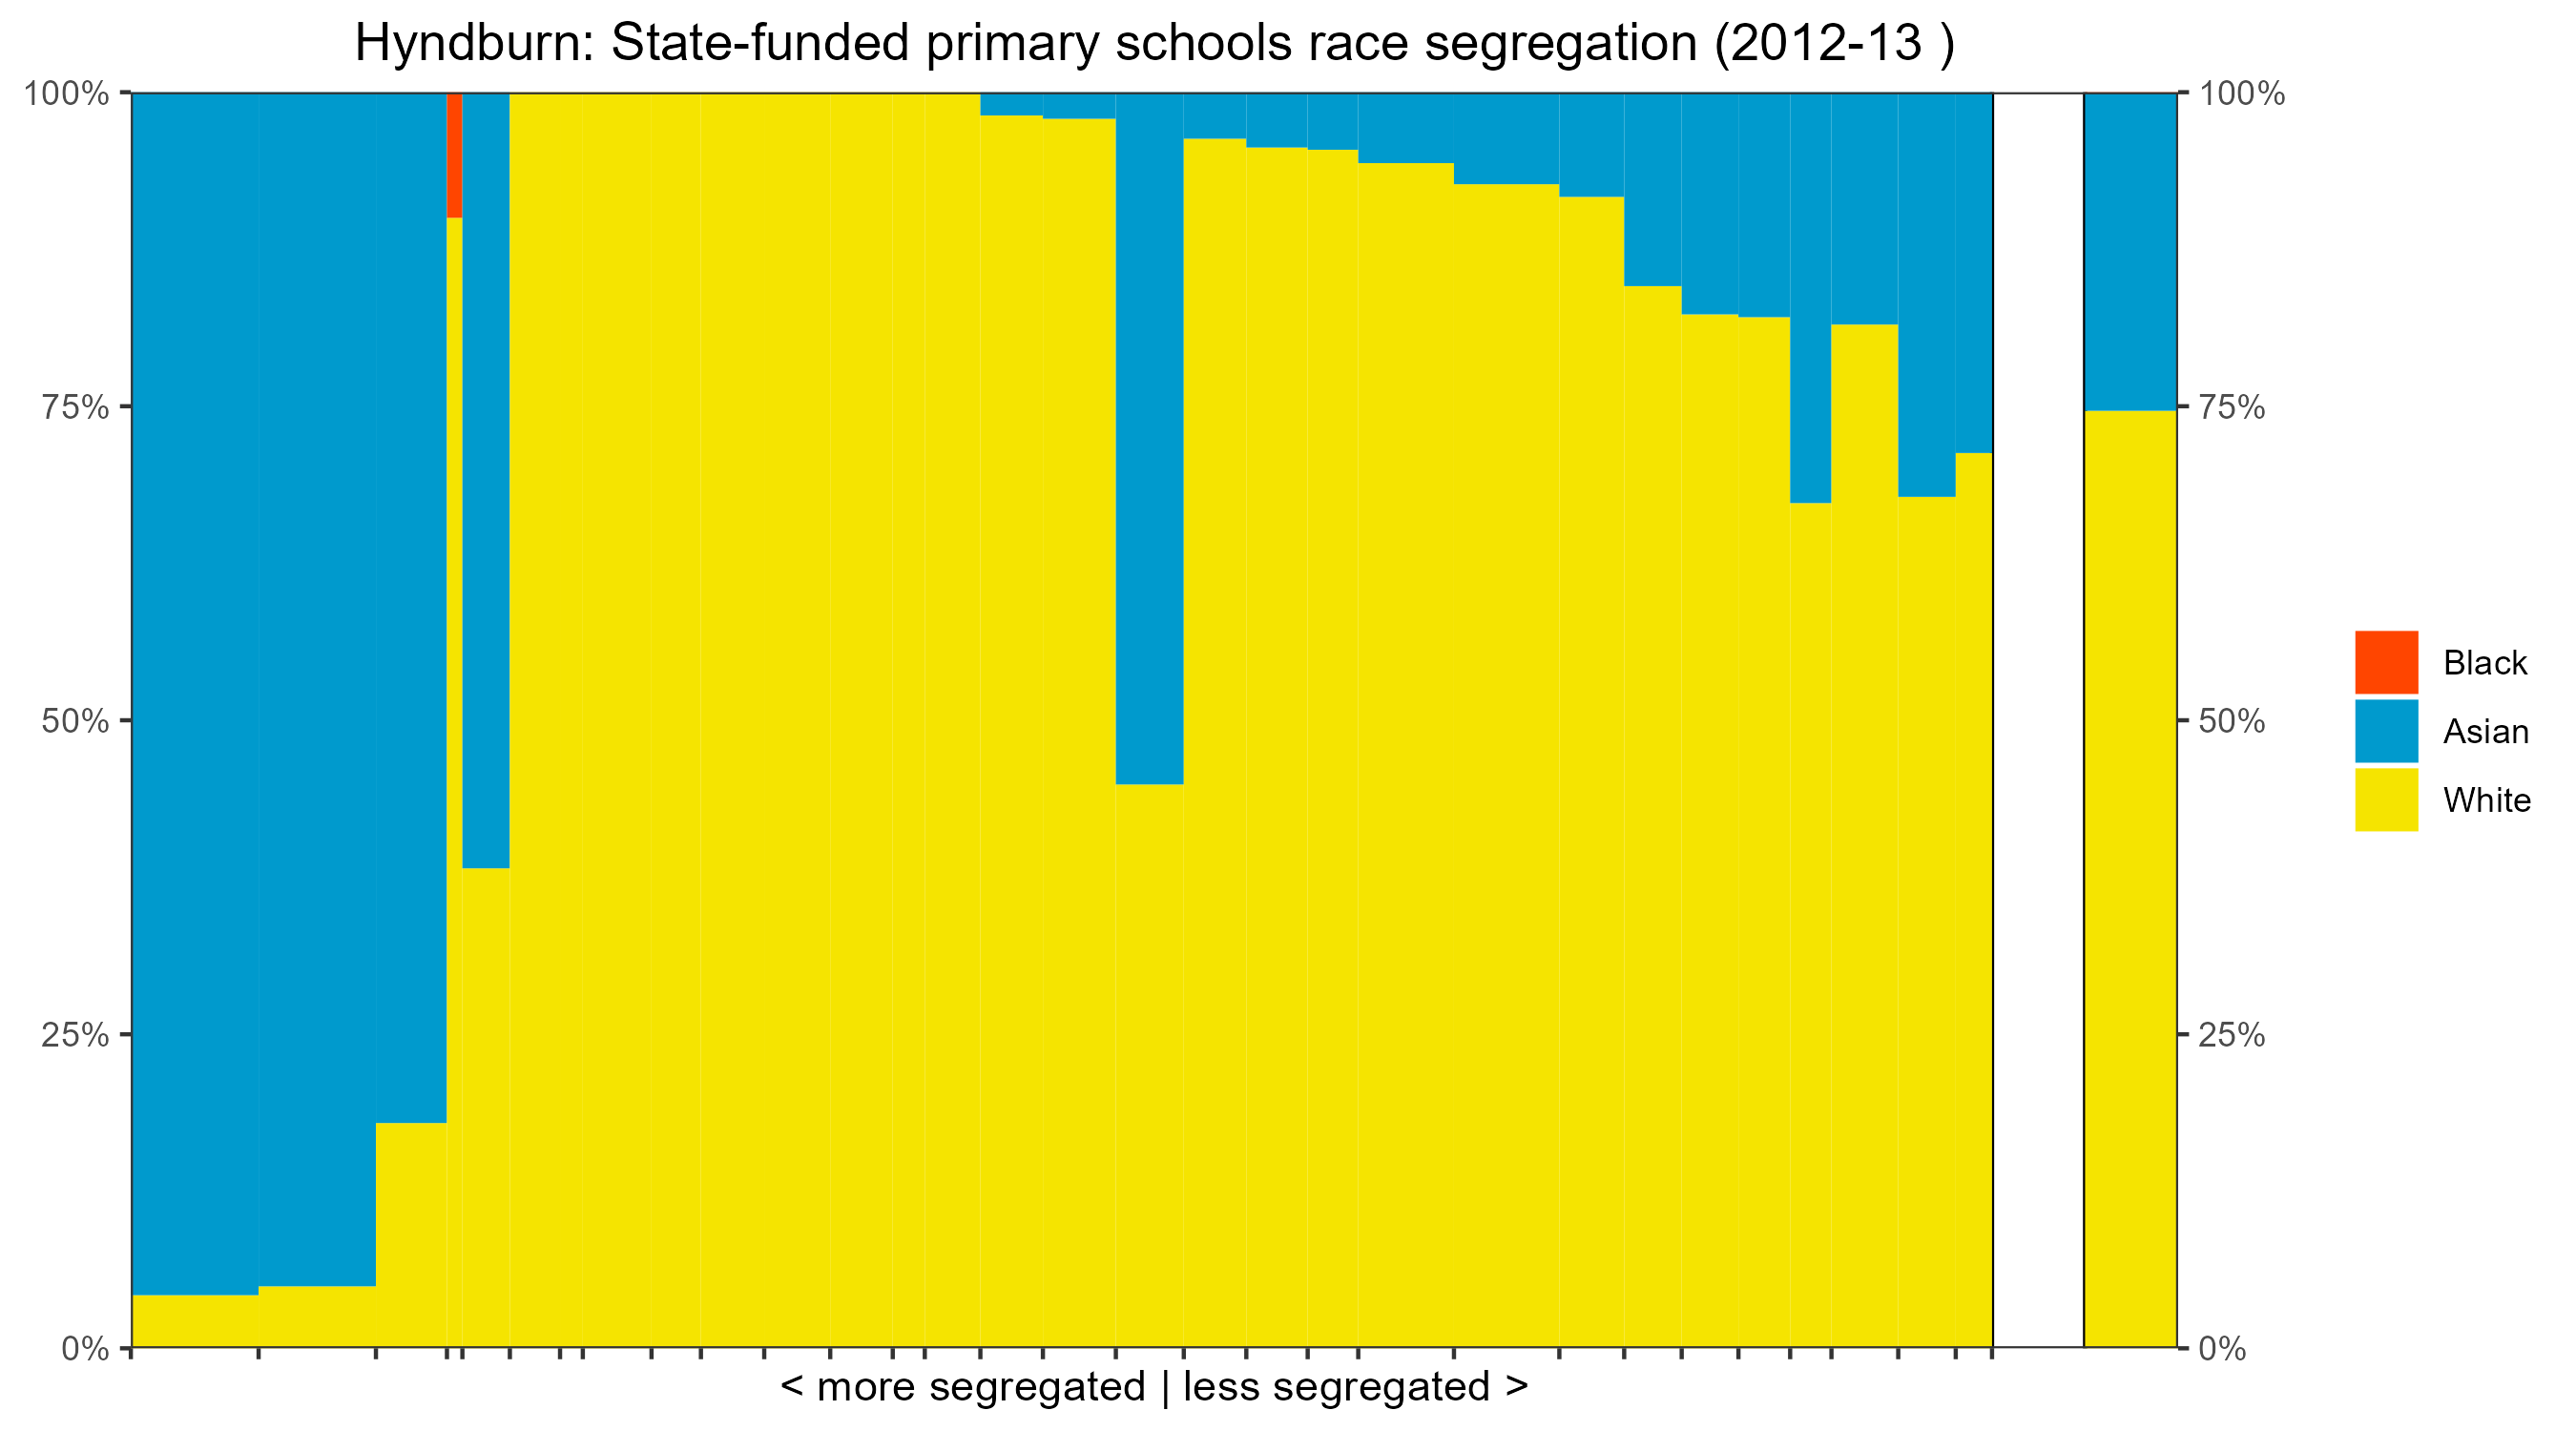 Hyndburn: State-funded primary schools race segregation (2012-13 )
100%
75%
50%
25%
0%
100%
75%
50%
25%
0%
Black
Asian
White
< more segregated | less segregated >